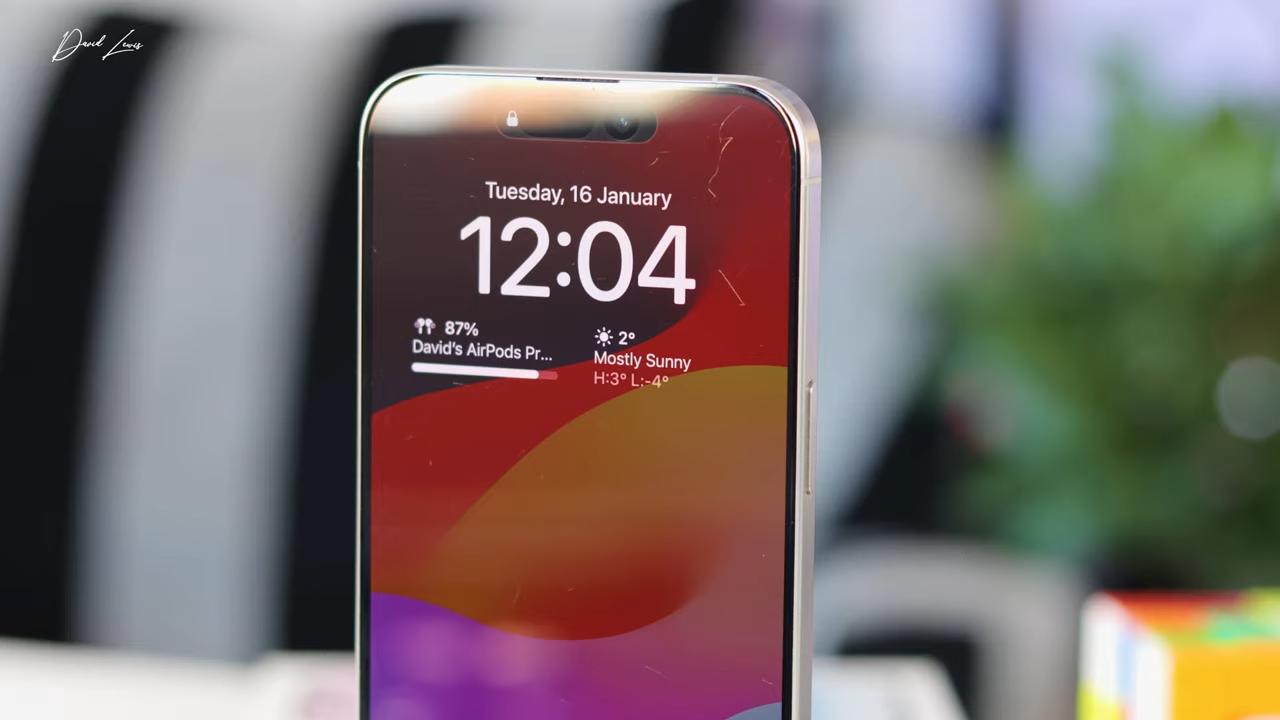 David Lewis
Tuesday, 16 January
12:04
87%
David's AirPods Pr...
2°
Mostly Sunny
H:3° L:-4°